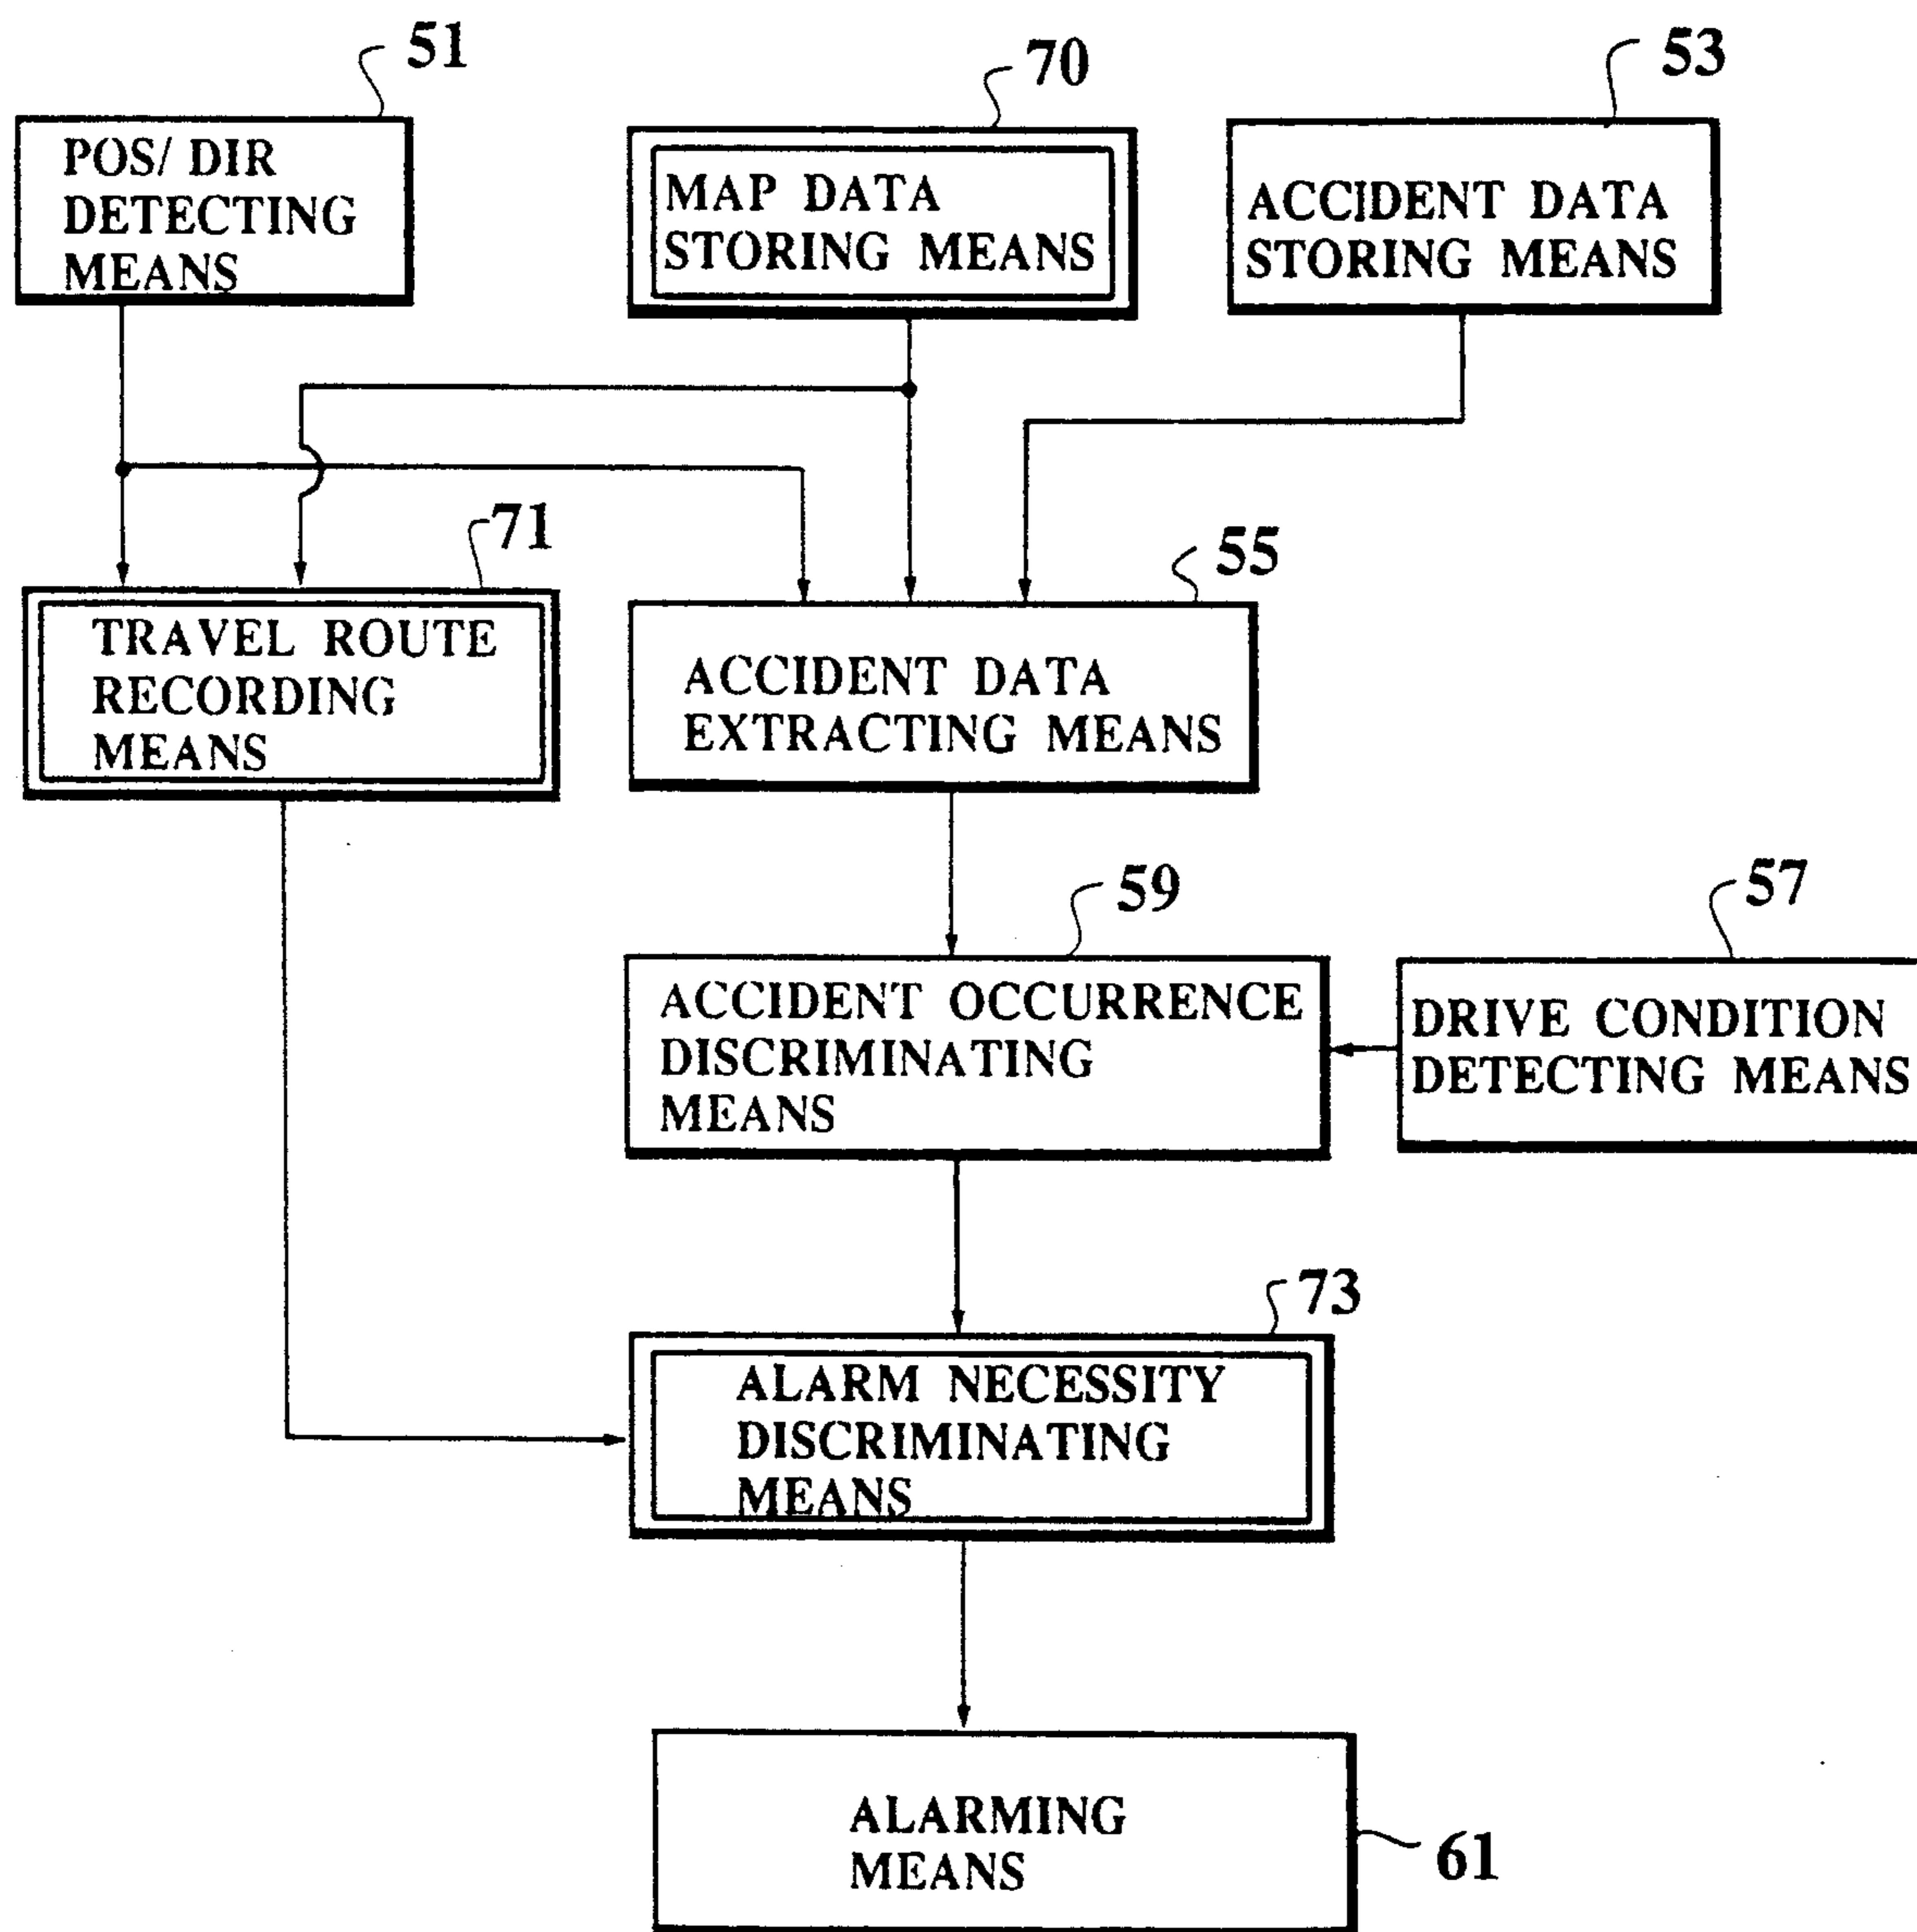 51
70
53
POS/ DIR
DETECTING
MEANS
MAP DATA
STORING MEANS
ACCIDENT DATA
STORING MEANS
71
55
TRAVEL ROUTE
RECORDING
MEANS
ACCIDENT DATA
EXTRACTING MEANS
59
57
ACCIDENT OCCURRENCE
DISCRIMINATING
MEANS
DRIVE CONDITION
DETECTING MEANS
73
ALARM NECESSITY
DISCRIMINATING
MEANS
ALARMING
MEANS
61